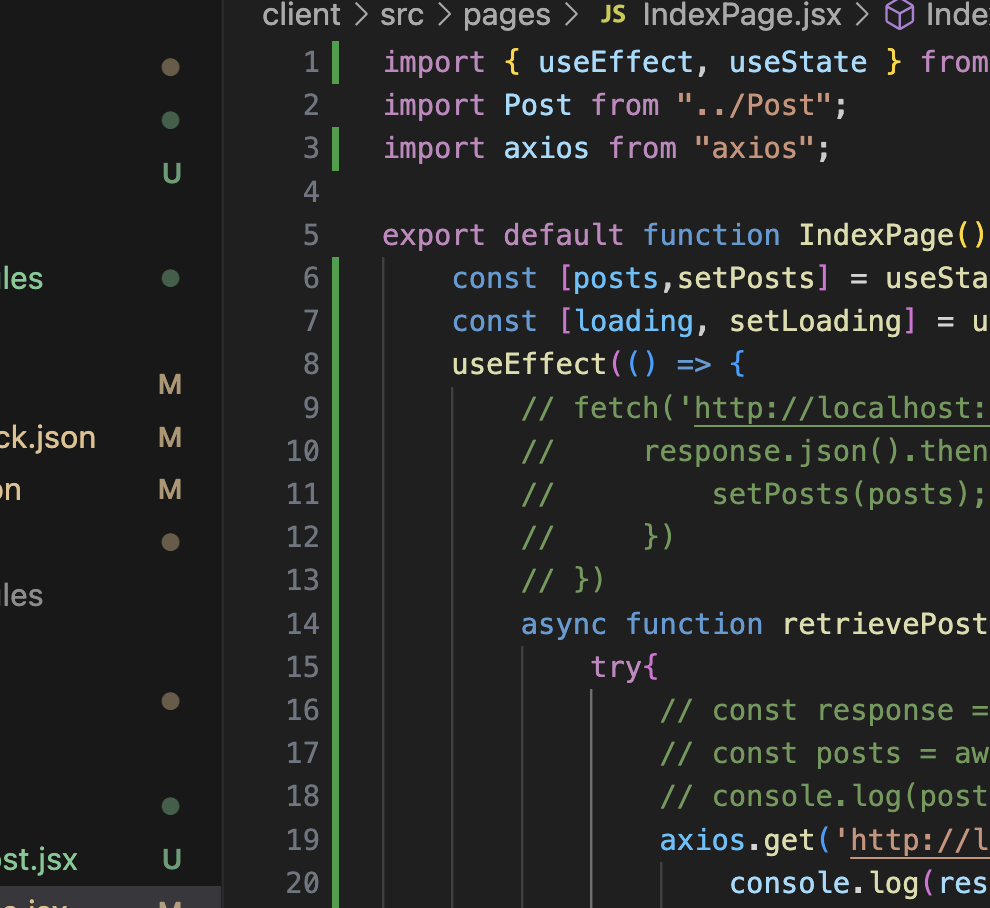 client > src > pages > JS IndexPage.jsx > Inde
1 import { useEffect, useState } from
2 import Post from "../Post";
U
3 import axios from "axios";
4
5 export default function IndexPage()
les
6 const [posts,setPosts] = useSta
7 const [loading, setLoading] = u
8 useEffect(() => {
M
9 // fetch('http://localhost:
ck.json M
10 // response.json().then
on M
11 // setPosts(posts);
12 // })
13 // })
les
14 async function retrievePost
15 try{
16 // const response =
17 // const posts = aw
18 // console.log(post
19 axios.get('http://l
st.jsx U
20 console.log(res